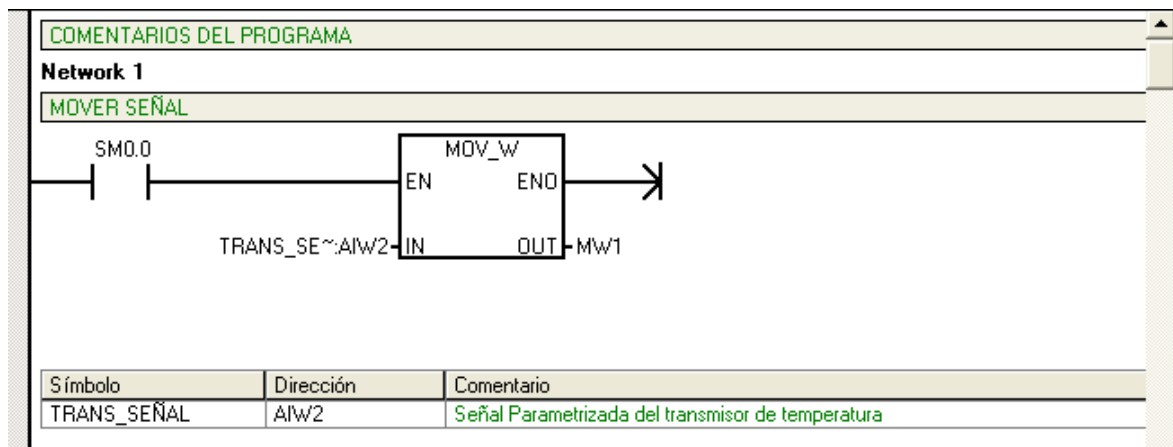 COMENTARIOS DEL PROGRAMA
Network 1
MOVER SEÑAL
SM0.0
MOV_W
EN ENO
TRANS_SE~:AIW2 IN OUT MW1
Símbolo Dirección Comentario
TRANS_SEÑAL AIW2 Señal Parametrizada del transmisor de temperatura